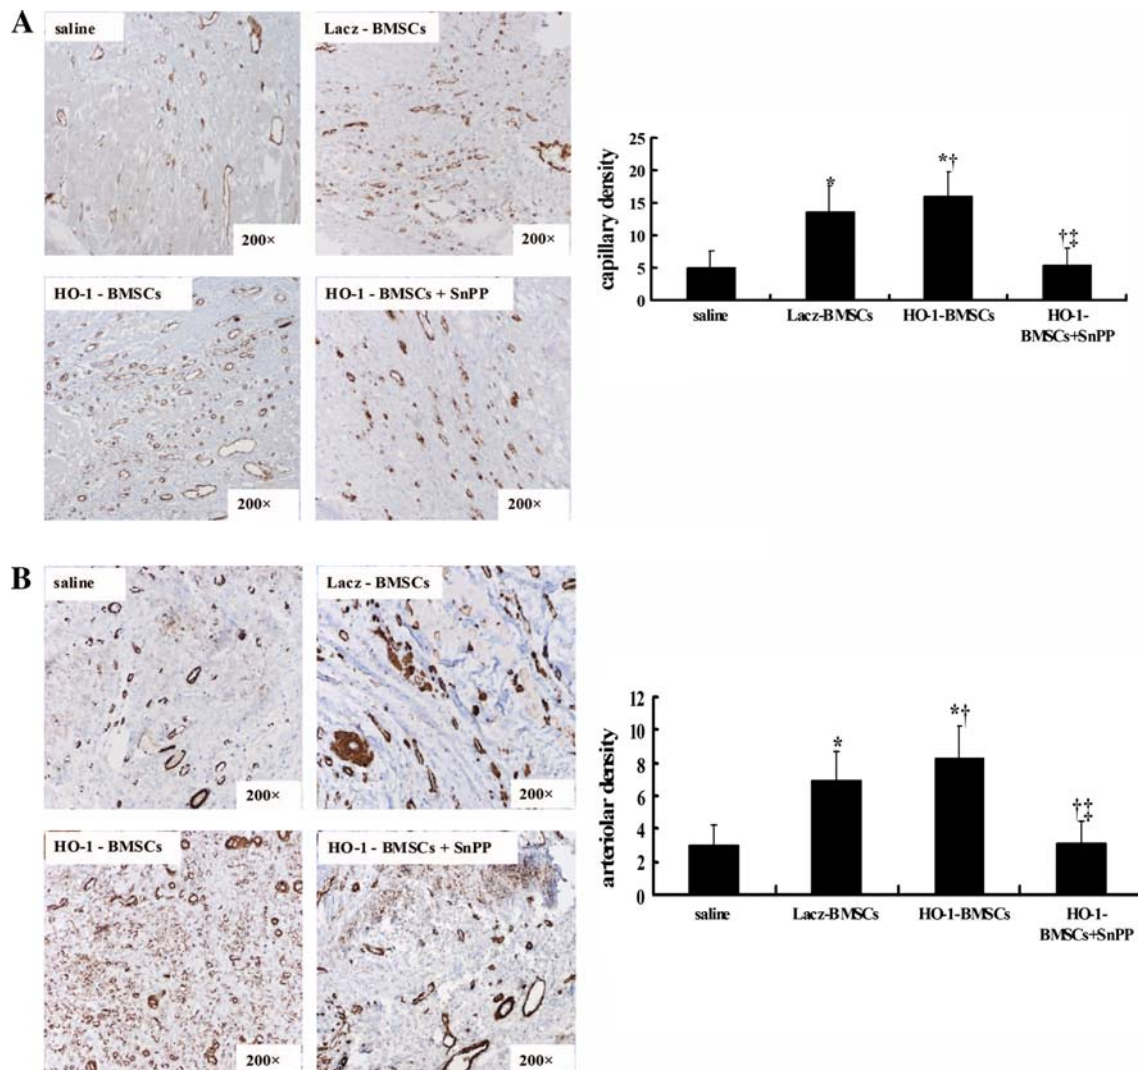 A
saline
Lacz - BMSCs
200×
200×
HO-1 - BMSCs
HO-1 - BMSCs + SnPP
200×
200×
capillary density
25
20
15
10
5
0
*
*†
††
‡
saline
Lacz-BMSCs
HO-1-BMSCs
HO-1-
BMSCs+SnPP
B
saline
Lacz - BMSCs
200×
200×
HO-1 - BMSCs
HO-1 - BMSCs + SnPP
200×
200×
arteriolar density
12
10
8
6
4
2
0
*
*†
††
‡
saline
Lacz-BMSCs
HO-1-BMSCs
HO-1-
BMSCs+SnPP